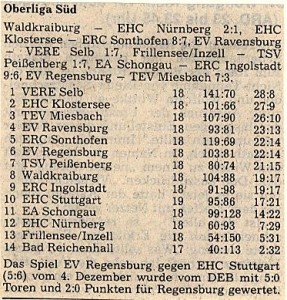 Oberliga Süd
Waldkraiburg — EHC Nürnberg 2:1, EHC
Klostersee — ERC Sonthofen 8:7, EV Ravensburg
— VERE Selb 1:7, Frillensee/Inzell — TSV
Peißenberg 1:7, EA Schongau — ERC Ingolstadt
9:6, EV Regensburg — TEV Miesbach 7:3.
1 VERE Selb 18 141:70 28:8
2 EHC Klostersee 18 101:66 27:9
3 TEV Miesbach 18 107:90 26:10
4 EV Ravensburg 18 93:81 23:13
5 ERC Sonthofen 18 119:69 22:14
6 EV Regensburg 18 103:81 22:14
7 TSV Peißenberg 18 80:74 21:15
8 Waldkraiburg 18 104:88 19:17
9 ERC Ingolstadt 18 91:98 19:17
10 EHC Stuttgart 19 95:86 17:21
11 EA Schongau 18 99:128 14:22
12 EHC Nürnberg 18 60:93 7:29
13 Frillensee/Inzell 18 54:150 5:31
14 Bad Reichenhall 17 40:113 2:32
Das Spiel EV Regensburg gegen EHC Stuttgart
(5:6) vom 4. Dezember wurde vom DEB mit 5:0
Toren und 2:0 Punkten für Regensburg gewertet.